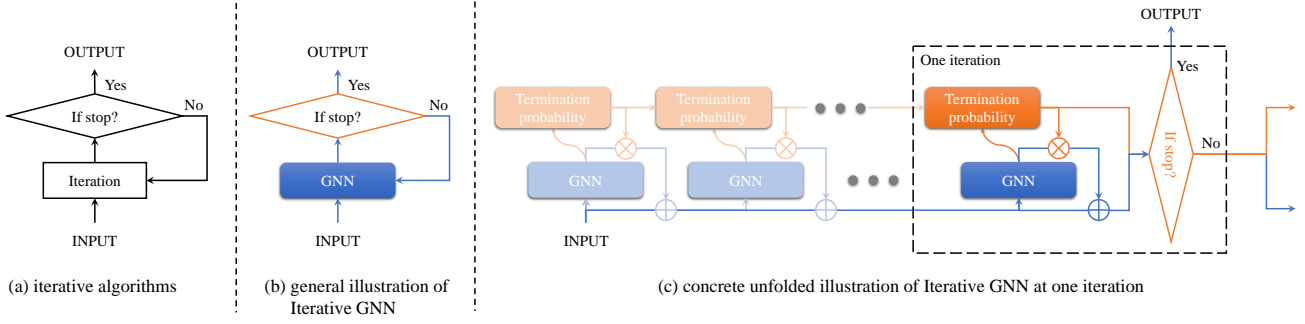 OUTPUT
Yes
No
If stop?
Iteration
INPUT
(a) iterative algorithms
OUTPUT
Yes
No
If stop?
GNN
INPUT
(b) general illustration of
Iterative GNN
OUTPUT
One iteration
Yes
Termination
probability
Termination
probability
Termination
probability
If stop?
No
GNN
GNN
GNN
INPUT
(c) concrete unfolded illustration of Iterative GNN at one iteration